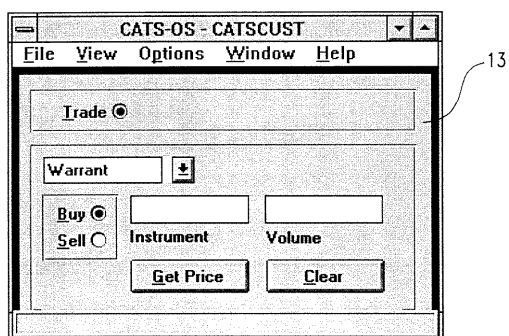 CATS-OS - CATSCUST
File View Options Window Help
13
Trade
Warrant
Buy
Sell
Instrument Volume
Get Price Clear